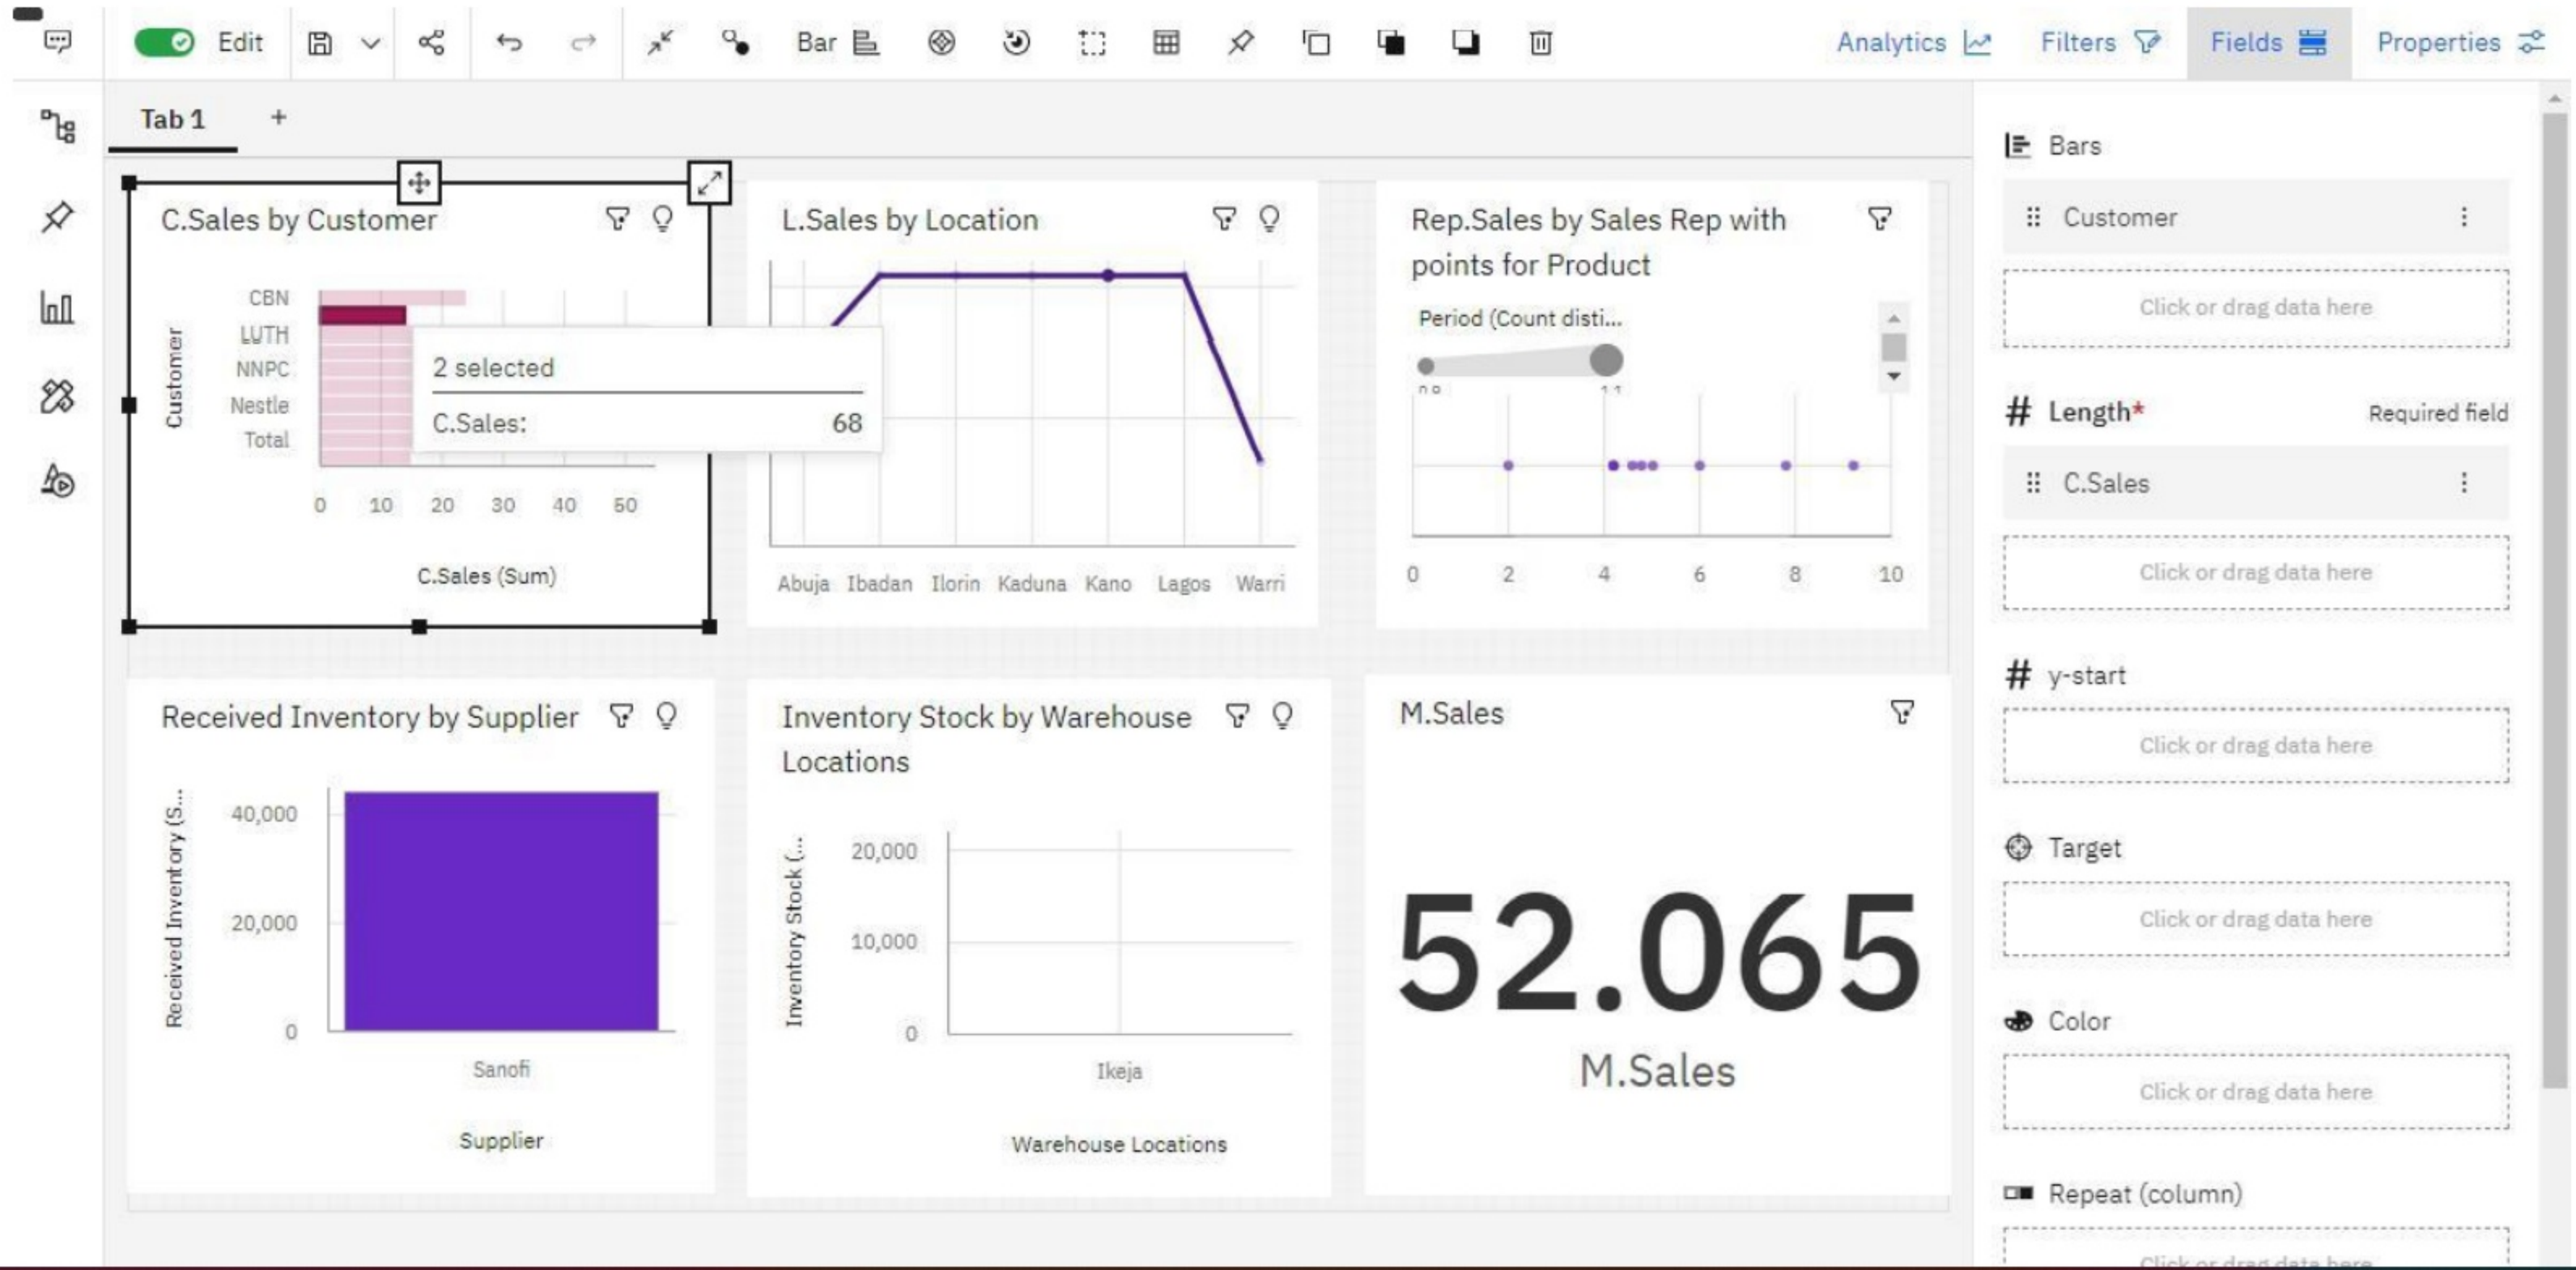 Edit
Bar
Analytics
Filters
Fields
Properties
Tab 1
+
C.Sales by Customer
Customer
CBN
LUTH
NNPC
Nestle
Total
0 10 20 30 40 50
C.Sales (Sum)
2 selected
C.Sales: 68
L.Sales by Location
Abuja Ibadan Ilorin Kaduna Kano Lagos Warri
Rep.Sales by Sales Rep with
points for Product
Period (Count disti...
0 2 4 6 8 10
Received Inventory by Supplier
Received Inventory (S...
40,000
20,000
0
Sanofi
Supplier
Inventory Stock by Warehouse
Locations
Inventory Stock (...
20,000
10,000
0
Ikeja
Warehouse Locations
M.Sales
52.065
M.Sales
Bars
Customer
Click or drag data here
# Length* Required field
C.Sales
Click or drag data here
# y-start
Click or drag data here
Target
Click or drag data here
Color
Click or drag data here
Repeat (column)
Click or drag data here